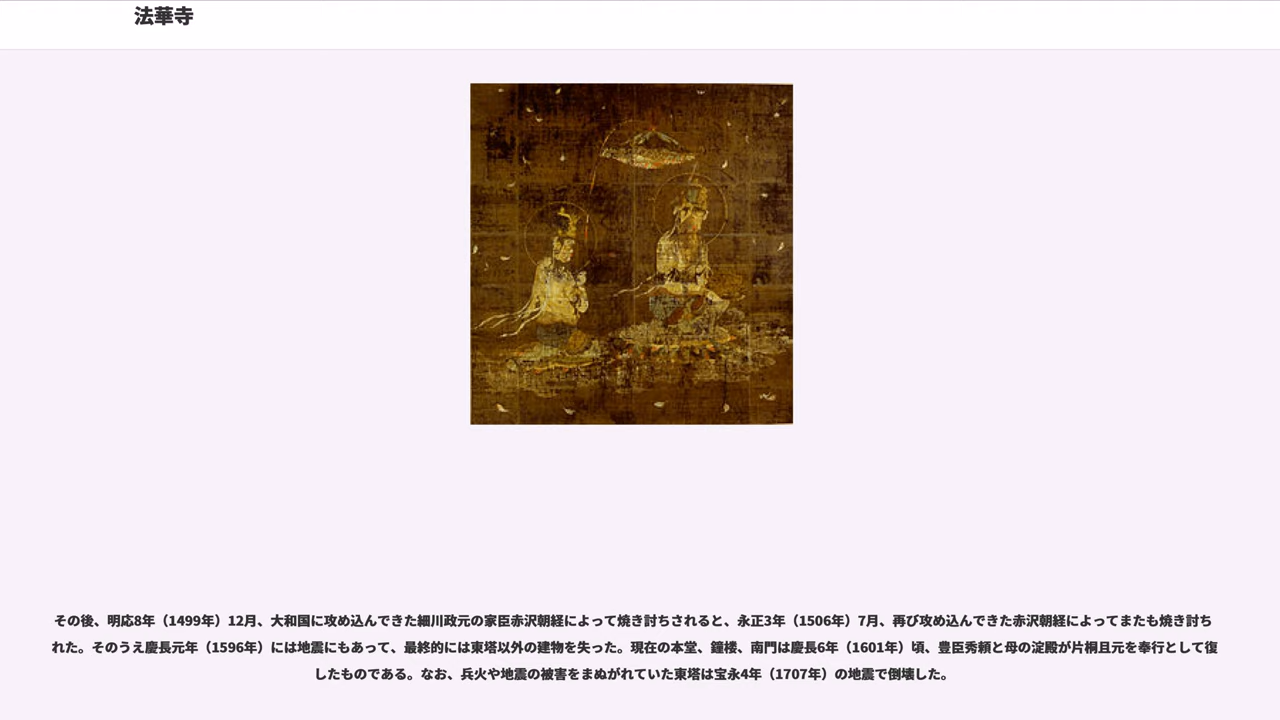 法華寺
その後、明応8年（1499年）12月、大和国に攻め込んできた細川政元の家臣赤沢朝経によって焼き討ちされると、永正3年（1506年）7月、再び攻め込んできた赤沢朝経によってまたも焼き討ち
れた。そのうえ慶長元年（1596年）には地震にもあって、最終的には東塔以外の建物を失った。現在の本堂、鐘楼、南門は慶長6年（1601年）頃、豊臣秀頼と母の淀殿が片桐且元を奉行として復
したものである。なお、兵火や地震の被害をまぬがれていた東塔は宝永4年（1707年）の地震で倒壊した。